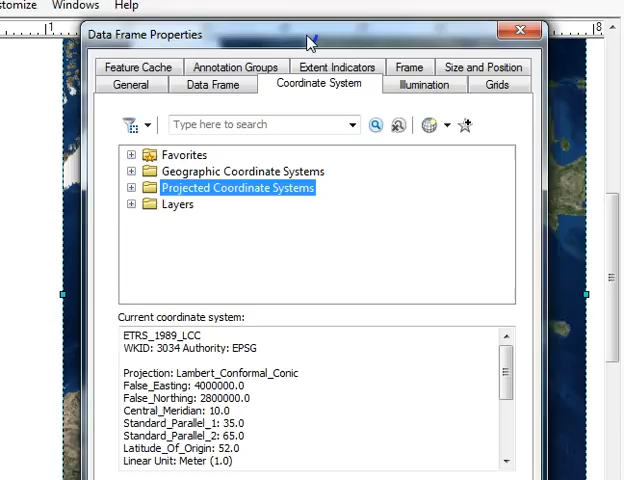 stomize Windows Help
1 8
Data Frame Properties
Feature Cache Annotation Groups Extent Indicators Frame Size and Position
General Data Frame Coordinate System Illumination Grids
Type here to search
Favorites
Geographic Coordinate Systems
Projected Coordinate Systems
Layers
Current coordinate system:
ETRS_1989_LCC
WKID: 3034 Authority: EPSG
Projection: Lambert_Conformal_Conic
False_Easting: 4000000.0
False_Northing: 2800000.0
Central_Meridian: 10.0
Standard_Parallel_1: 35.0
Standard_Parallel_2: 65.0
Latitude_Of_Origin: 52.0
Linear Unit: Meter (1.0)